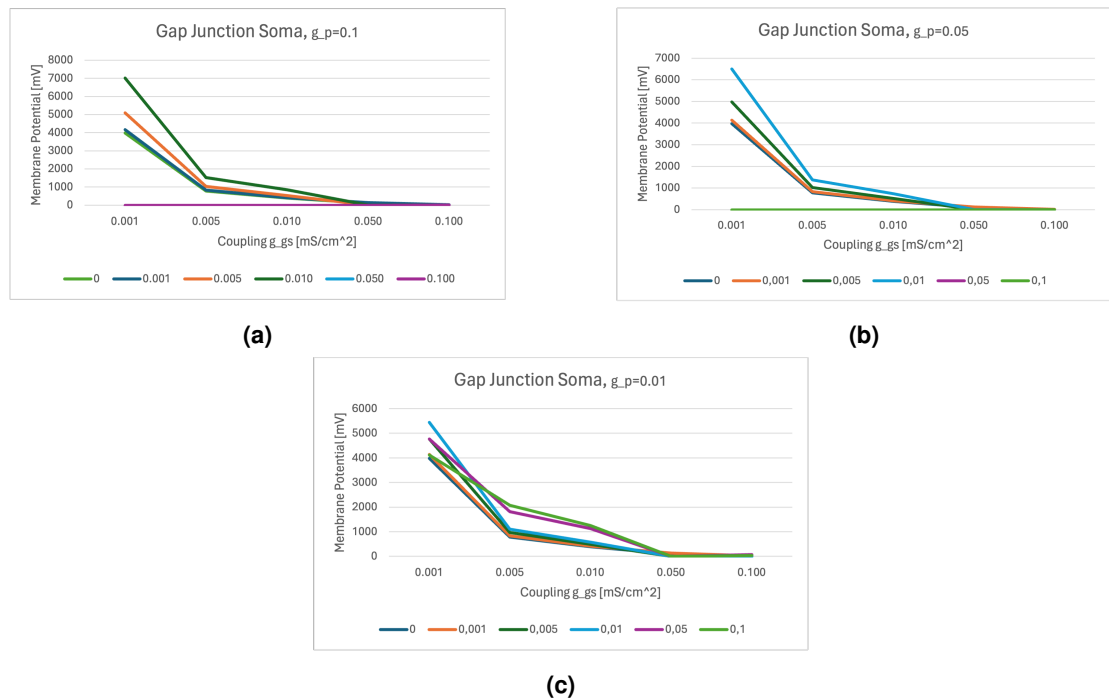 Gap Junction Soma, g_p=0.1
Membrane Potential [mV]
8000
7000
6000
5000
4000
3000
2000
1000
0
0.001 0.005 0.010 0.050 0.100
Coupling g_gs [mS/cm^2]
0 0.001 0.005 0.010 0.050 0.100
(a)
Gap Junction Soma, g_p=0.05
Membrane Potential [mV]
7000
6000
5000
4000
3000
2000
1000
0
0.001 0.005 0.010 0.050 0.100
Coupling g_gs [mS/cm^2]
0 0,001 0,005 0,01 0,05 0,1
(b)
Gap Junction Soma, g_p=0.01
Membrane Potential [mV]
6000
5000
4000
3000
2000
1000
0
0.001 0.005 0.010 0.050 0.100
Coupling g_gs [mS/cm^2]
0 0,001 0,005 0,01 0,05 0,1
(c)